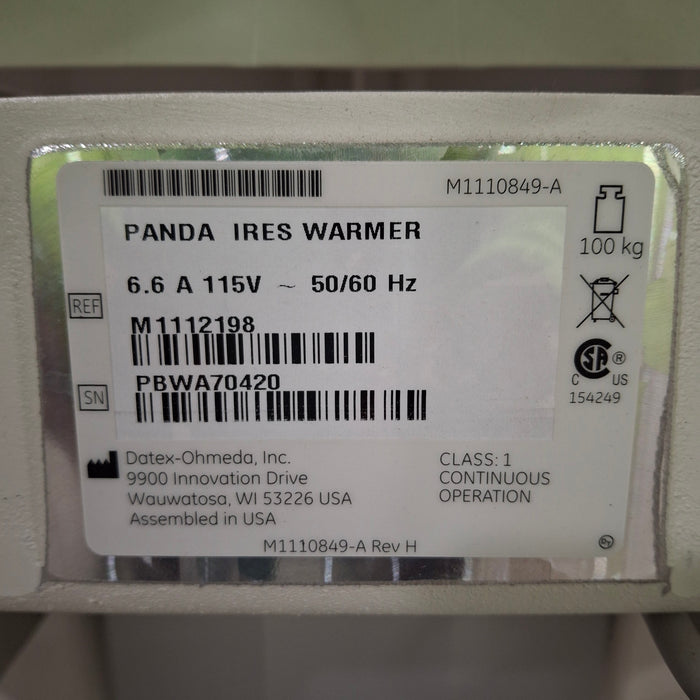 M1110849-A
PANDA IRES WARMER
100 kg
6.6 A 115V ~ 50/60 Hz
REF
M1112198
SN
PBWA70420
CSA ®
C US
154249
Datex-Ohmeda, Inc.
9900 Innovation Drive
Wauwatosa, WI 53226 USA
Assembled in USA
CLASS: 1
CONTINUOUS
OPERATION
M1110849-A Rev H